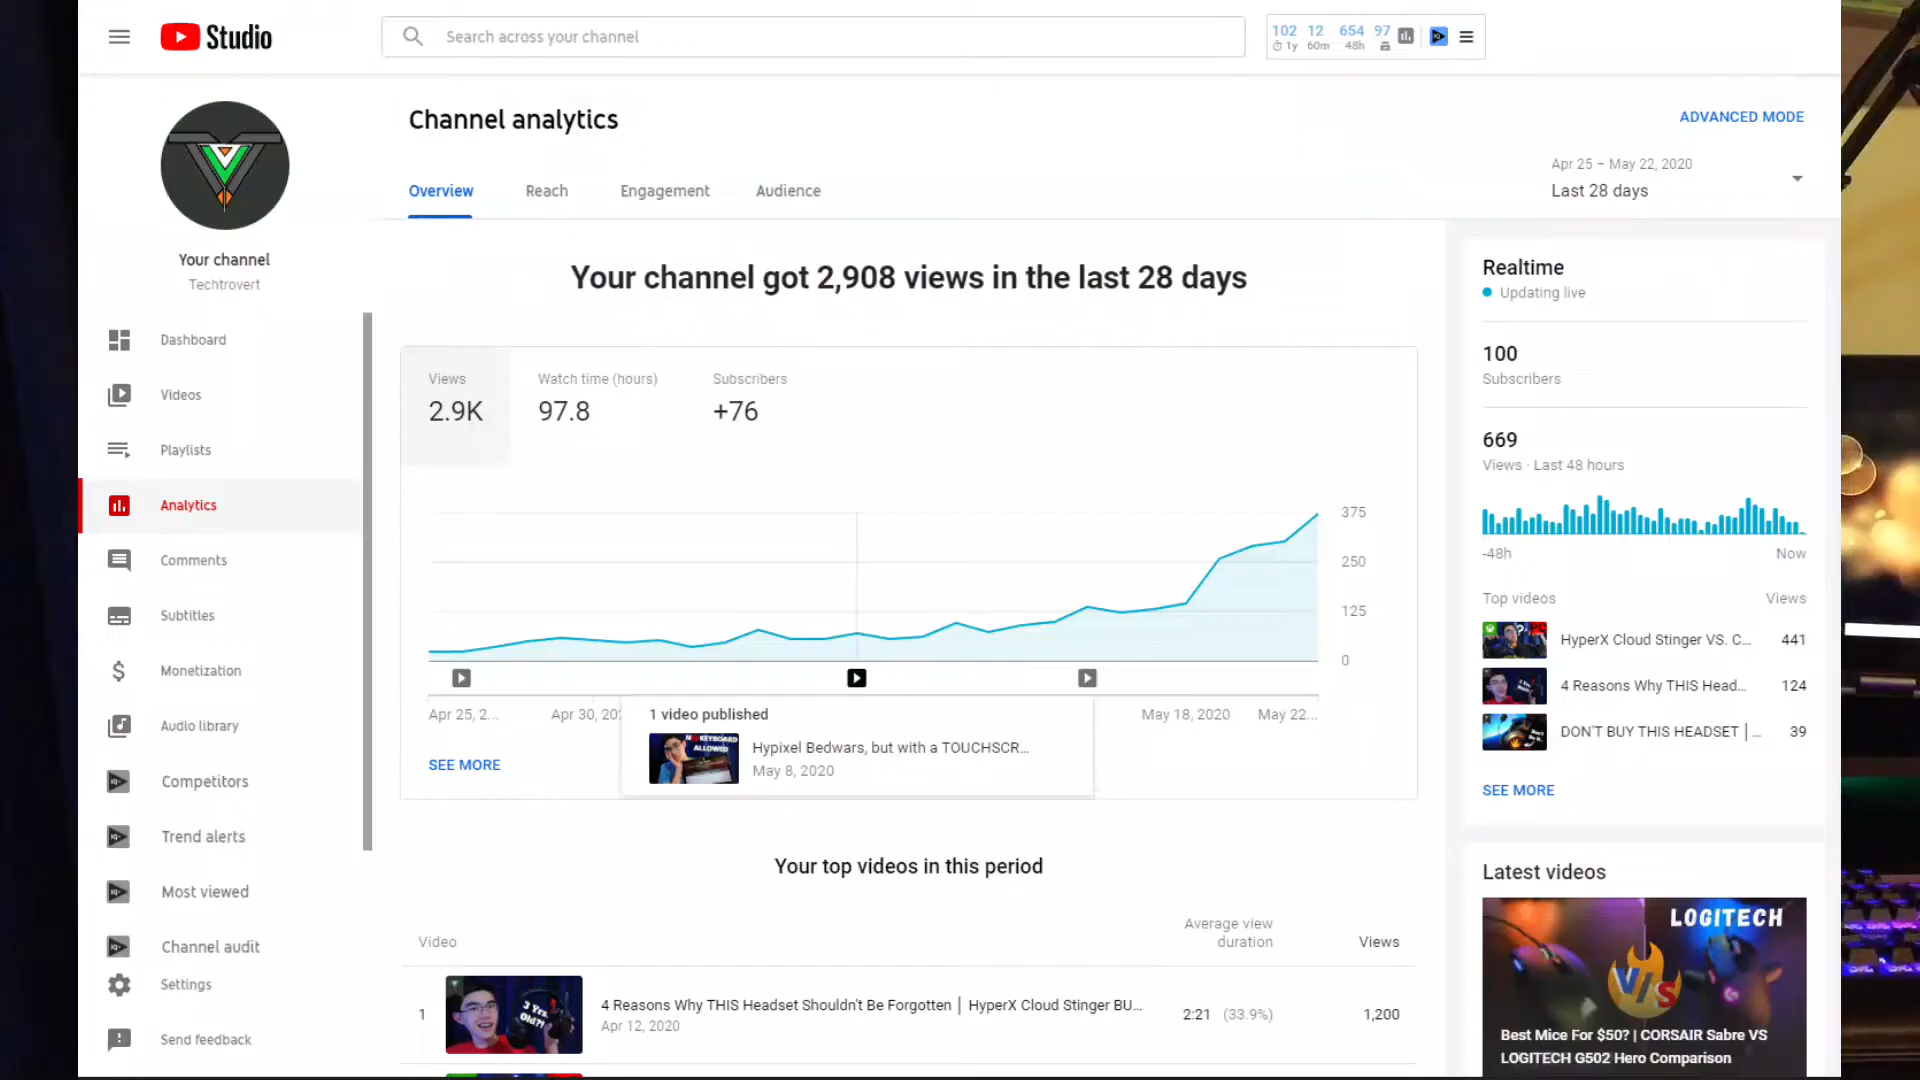 Studio
Search across your channel
102 12 654 97
1y 60m 48h
Channel analytics
ADVANCED MODE
Apr 25 – May 22, 2020
Last 28 days
Overview Reach Engagement Audience
Your channel
Techtrovert
Dashboard
Videos
Playlists
Analytics
Comments
Subtitles
Monetization
Audio library
Competitors
Trend alerts
Most viewed
Channel audit
Settings
Send feedback
Your channel got 2,908 views in the last 28 days
Views
2.9K
Watch time (hours)
97.8
Subscribers
+76
375
250
125
0
Apr 25, 2... Apr 30, 20 May 18, 2020 May 22...
1 video published
NO KEYBOARD
ALLOWED
Hypixel Bedwars, but with a TOUCHSCR...
May 8, 2020
SEE MORE
Your top videos in this period
Video
Average view
duration
Views
1
3 Yrs.
Old?!
4 Reasons Why THIS Headset Shouldn't Be Forgotten | HyperX Cloud Stinger BU...
Apr 12, 2020
2:21 (33.9%)
1,200
Realtime
Updating live
100
Subscribers
669
Views · Last 48 hours
-48h Now
Top videos Views
HyperX Cloud Stinger VS. C... 441
4 Reasons Why THIS Head... 124
DON'T BUY THIS HEADSET | ... 39
SEE MORE
Latest videos
LOGITECH
V/S
Best Mice For $50? | CORSAIR Sabre VS
LOGITECH G502 Hero Comparison